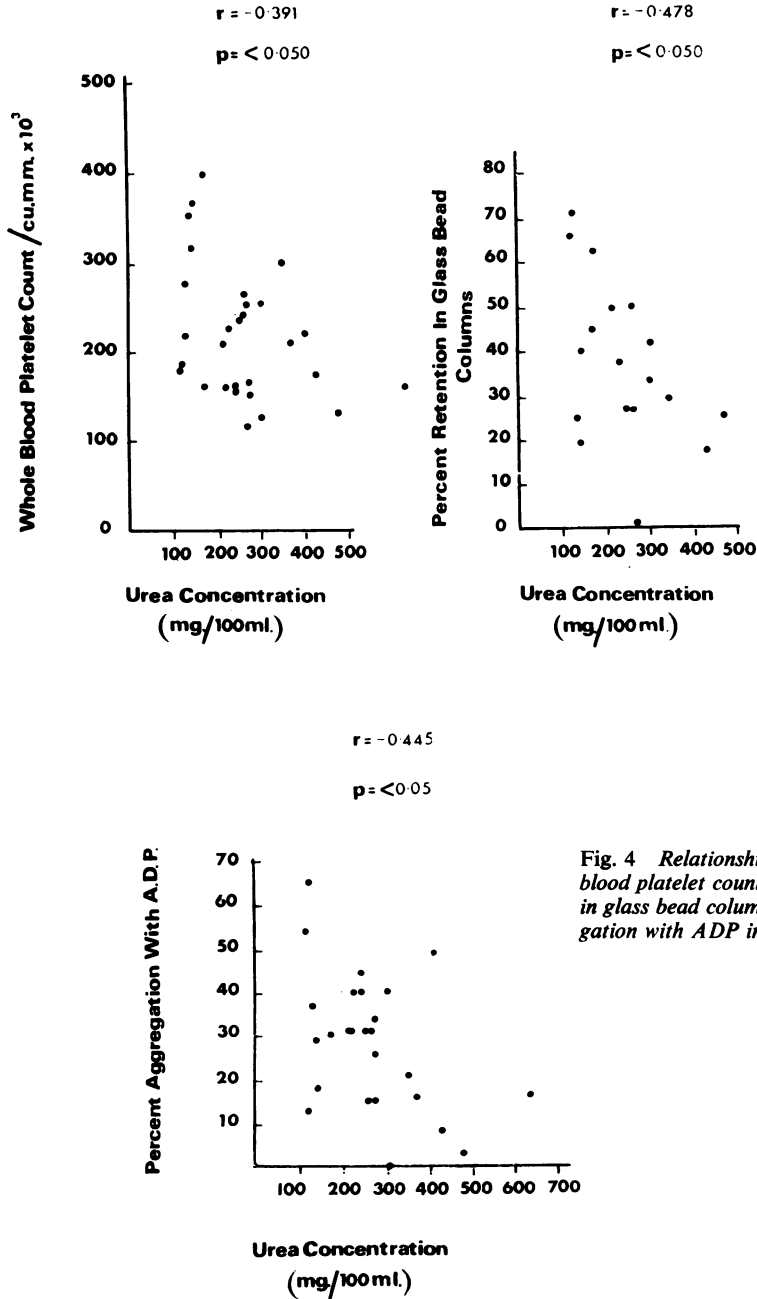 r = -0·391
p = < 0·050
Whole Blood Platelet Count / cu.mm. x10³
500
400
300
200
100
0
100 200 300 400 500
Urea Concentration
(mg./100ml.)
r = -0·478
p = < 0·050
Percent Retention In Glass Bead
Columns
80
70
60
50
40
30
20
10
0
100 200 300 400 500
Urea Concentration
(mg./100ml.)
r = -0·445
p = <0·05
Percent Aggregation With A.D.P.
70
60
50
40
30
20
10
100 200 300 400 500 600 700
Urea Concentration
(mg./100ml.)
Fig. 4 Relationshi
blood platelet coun
in glass bead colum
gation with ADP in